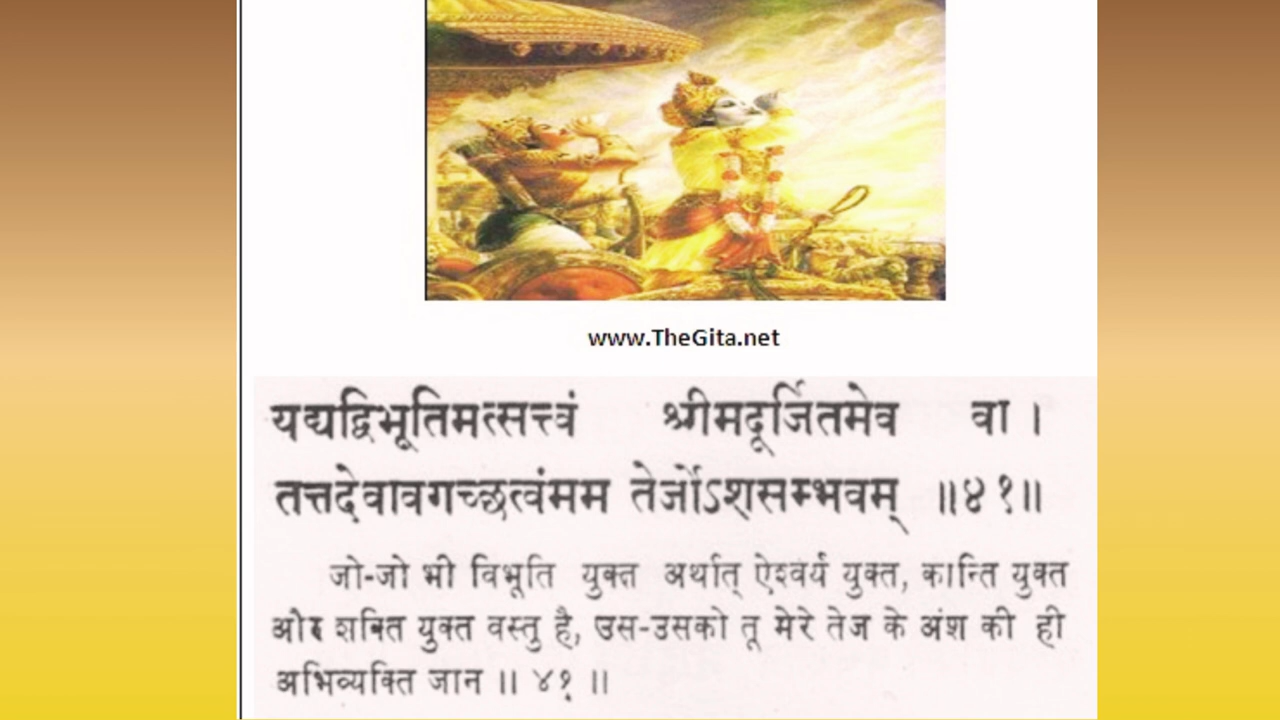 www.TheGita.net
यद्यद्विभूतिमत्सत्त्वं श्रीमदूर्जितमेव वा ।
तत्तदेवावगच्छत्वंमम तेर्जोऽशसम्भवम् ॥४१॥
जो-जो भी विभूति युक्त अर्थात् ऐश्वर्य युक्त, कान्ति युक्त
और शक्ति युक्त वस्तु है, उस-उसको तू मेरे तेज के अंश की ही
अभिव्यक्ति जान ॥ ४१ ॥